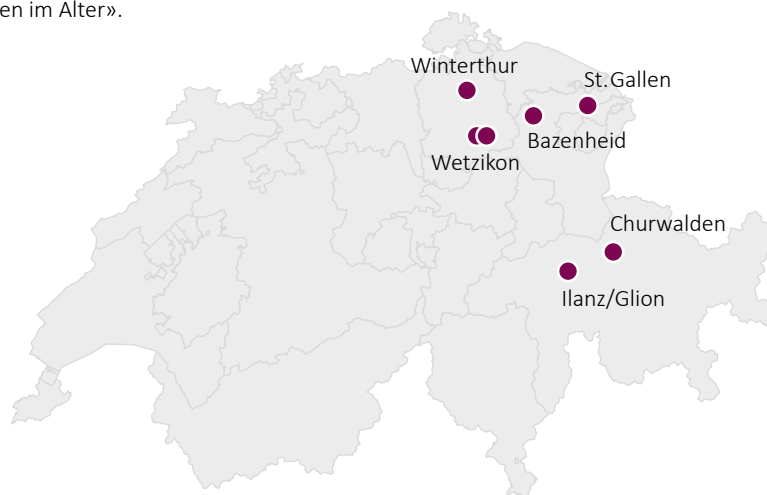 en im Alter».
Winterthur
St. Gallen
Bazenheid
Wetzikon
Churwalden
Ilanz/Glion